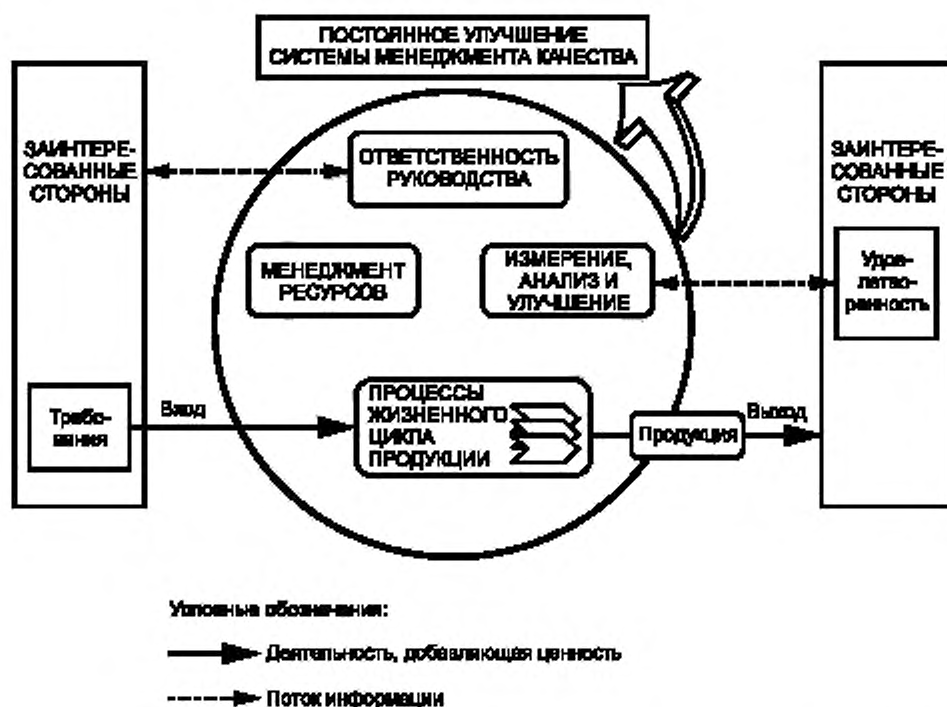 ПОСТОЯННОЕ УЛУЧШЕНИЕ
СИСТЕМЫ МЕНЕДЖМЕНТА КАЧЕСТВА
ЗАИНТЕРЕ-
СОВАННЫЕ
СТОРОНЫ
ОТВЕТСТВЕННОСТЬ
РУКОВОДСТВА
ЗАИНТЕРЕ-
СОВАННЫЕ
СТОРОНЫ
МЕНЕДЖМЕНТ
РЕСУРСОВ
ИЗМЕРЕНИЕ,
АНАЛИЗ И
УЛУЧШЕНИЕ
Удов-
летво-
ренность
Требо-
вания
Вход
ПРОЦЕССЫ
ЖИЗНЕННОГО
ЦИКЛА
ПРОДУКЦИИ
Продукция
Выход
Условные обозначения:
Деятельность, добавляющая ценность
Поток информации